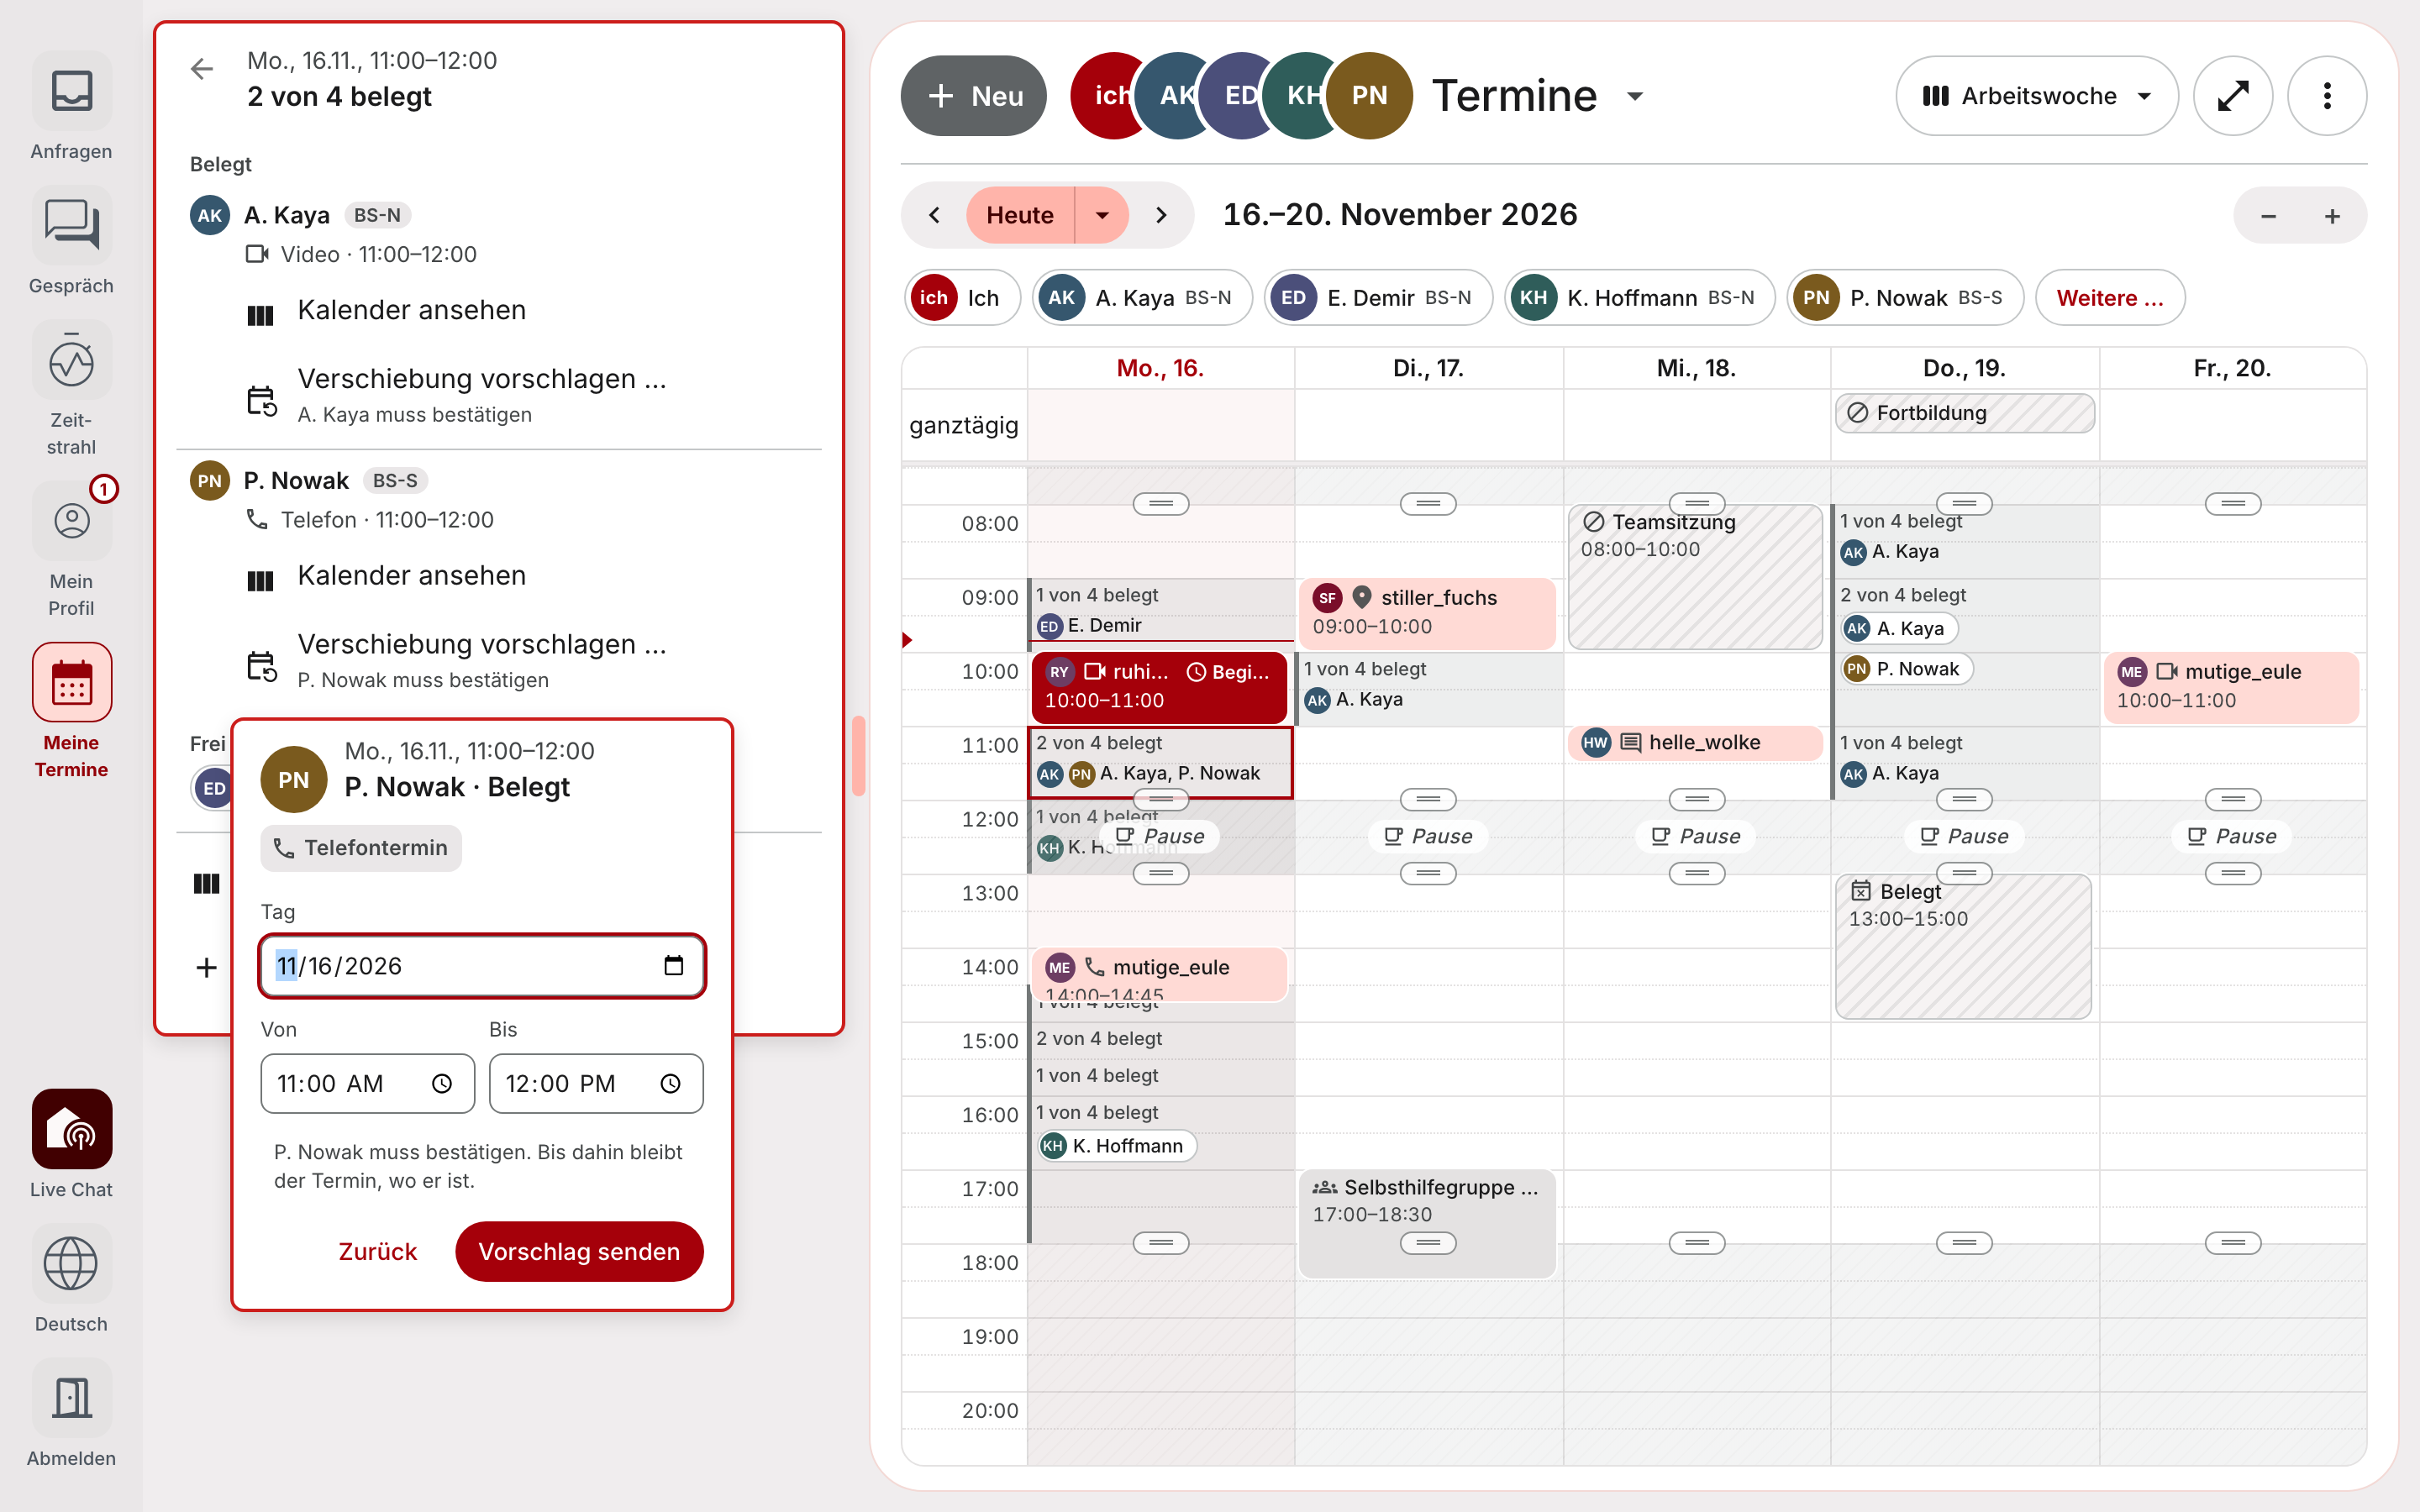 Anfragen
Gespräch
Zeit-
strahl
1
Mein
Profil
Meine
Termine
Live Chat
Deutsch
Abmelden
Mo., 16.11., 11:00–12:00
2 von 4 belegt
Belegt
AK A. Kaya BS-N
Video · 11:00–12:00
Kalender ansehen
Verschiebung vorschlagen ...
A. Kaya muss bestätigen
PN P. Nowak BS-S
Telefon · 11:00–12:00
Kalender ansehen
Verschiebung vorschlagen ...
P. Nowak muss bestätigen
Frei
ED
PN
Mo., 16.11., 11:00–12:00
P. Nowak · Belegt
Telefontermin
Tag
11/16/2026
Von Bis
11:00 AM 12:00 PM
P. Nowak muss bestätigen. Bis dahin bleibt
der Termin, wo er ist.
Zurück Vorschlag senden
+ Neu ich AK ED KH PN Termine Arbeitswoche
Heute 16.–20. November 2026 − +
ich Ich AK A. Kaya BS-N ED E. Demir BS-N KH K. Hoffmann BS-N PN P. Nowak BS-S Weitere ...
Mo., 16. Di., 17. Mi., 18. Do., 19. Fr., 20.
ganztägig
Fortbildung
08:00
09:00
10:00
11:00
12:00
13:00
14:00
15:00
16:00
17:00
18:00
19:00
20:00
1 von 4 belegt
ED E. Demir
RY ruhi... Begi...
10:00–11:00
2 von 4 belegt
AK PN A. Kaya, P. Nowak
1 von 4 belegt
KH
Pause
ME mutige_eule
14:00–14:45
1 von 4 belegt
2 von 4 belegt
1 von 4 belegt
1 von 4 belegt
KH K. Hoffmann
SF stiller_fuchs
09:00–10:00
1 von 4 belegt
AK A. Kaya
Pause
Selbsthilfegruppe ...
17:00–18:30
Teamsitzung
08:00–10:00
HW helle_wolke
Pause
1 von 4 belegt
AK A. Kaya
2 von 4 belegt
AK A. Kaya
PN P. Nowak
1 von 4 belegt
AK A. Kaya
Pause
Belegt
13:00–15:00
ME mutige_eule
10:00–11:00
Pause